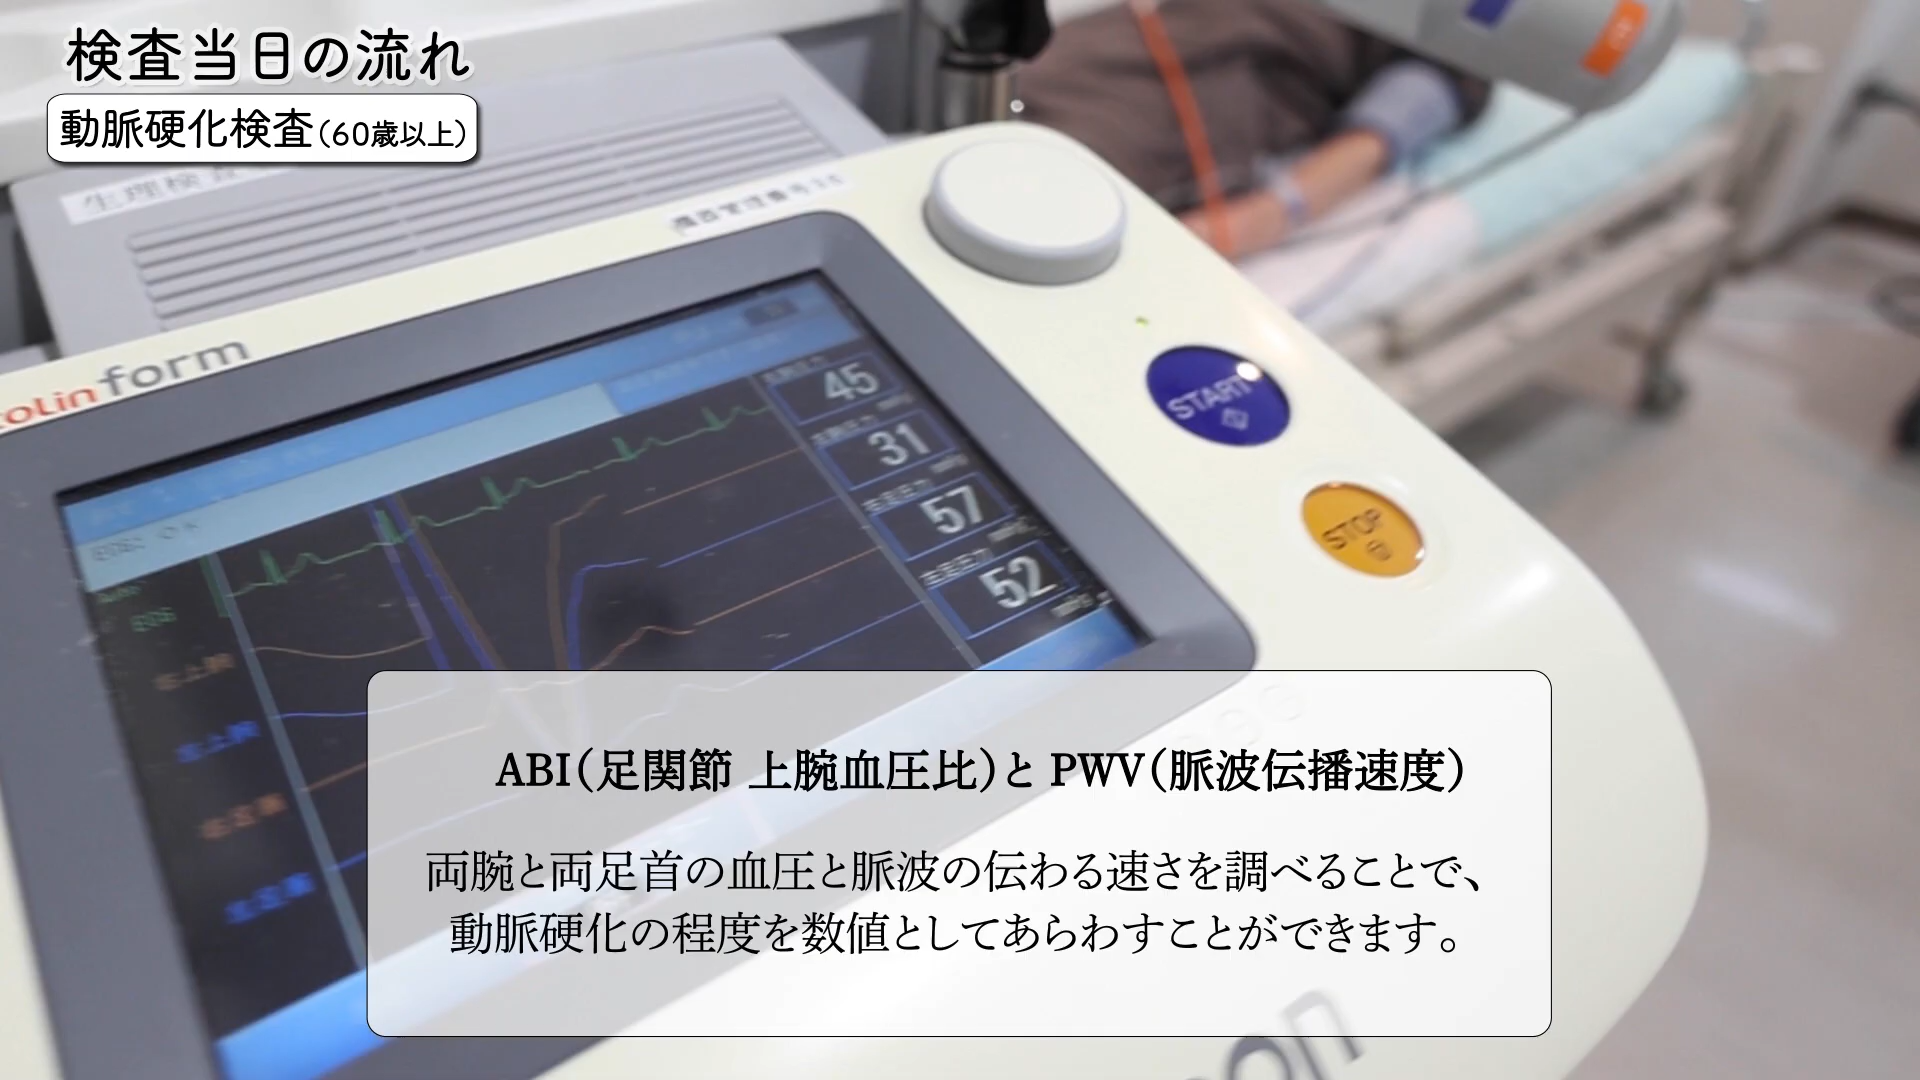 検査当日の流れ
動脈硬化検査（60歳以上）
生理検査
form
45
31
57
52
START
STOP
ABI（足関節 上腕血圧比）と PWV（脈波伝播速度）
両腕と両足首の血圧と脈波の伝わる速さを調べることで、
動脈硬化の程度を数値としてあらわすことができます。